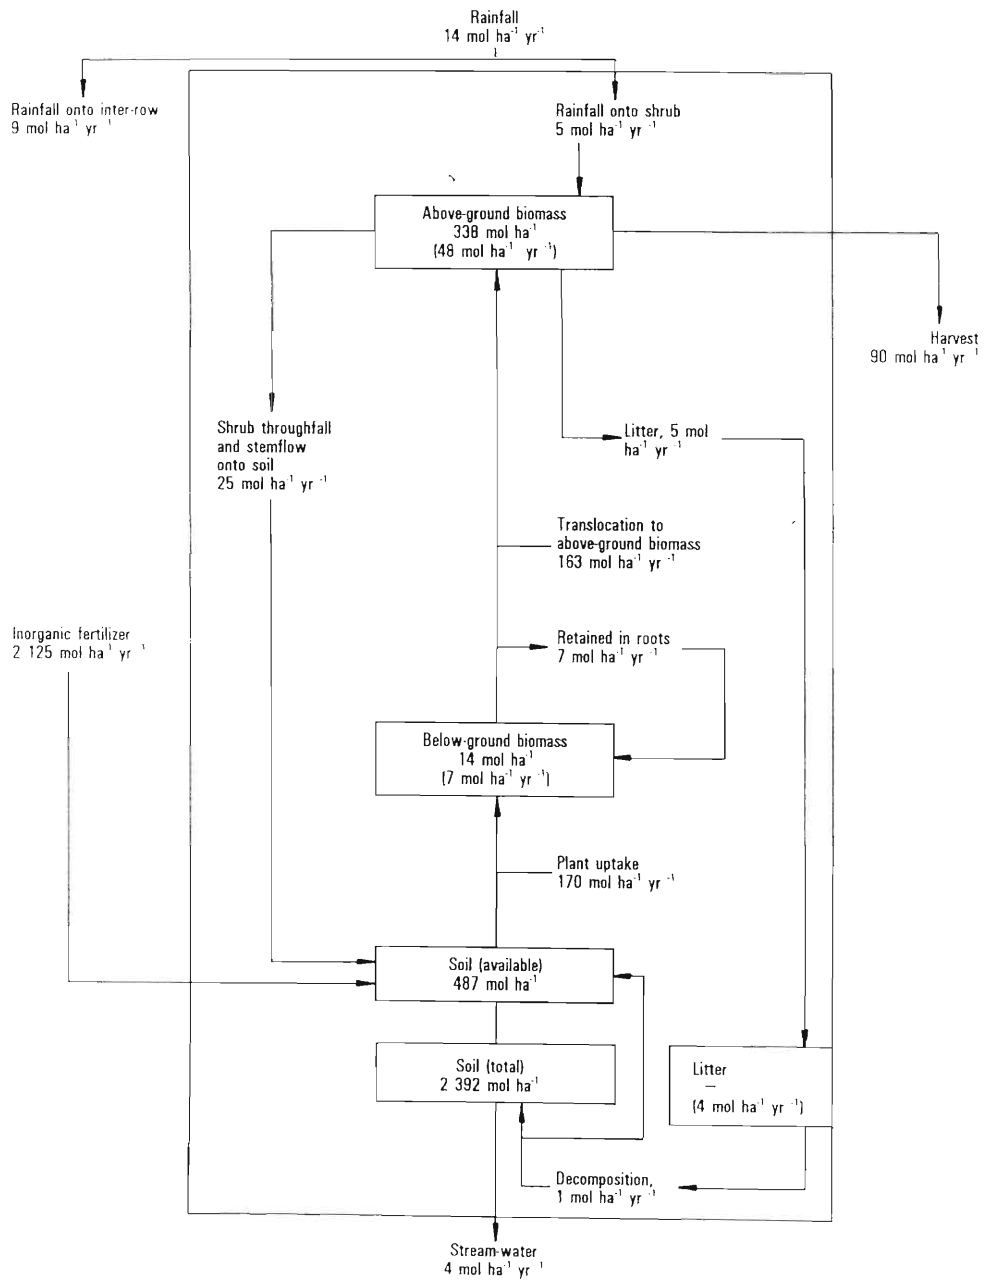 Rainfall
14 mol ha⁻¹ yr⁻¹
Rainfall onto inter-row
9 mol ha⁻¹ yr⁻¹
Rainfall onto shrub
5 mol ha⁻¹ yr⁻¹
Above-ground biomass
338 mol ha⁻¹
(48 mol ha⁻¹ yr⁻¹)
Harvest
90 mol ha⁻¹ yr⁻¹
Shrub throughfall
and stemflow
onto soil
25 mol ha⁻¹ yr⁻¹
Litter, 5 mol
ha⁻¹ yr⁻¹
Translocation to
above-ground biomass
163 mol ha⁻¹ yr⁻¹
Inorganic fertilizer
2 125 mol ha⁻¹ yr⁻¹
Retained in roots
7 mol ha⁻¹ yr⁻¹
Below-ground biomass
14 mol ha⁻¹
(7 mol ha⁻¹ yr⁻¹)
Plant uptake
170 mol ha⁻¹ yr⁻¹
Soil (available)
487 mol ha⁻¹
Soil (total)
2 392 mol ha⁻¹
Litter
—
(4 mol ha⁻¹ yr⁻¹)
Decomposition,
1 mol ha⁻¹ yr⁻¹
Stream-water
4 mol ha⁻¹ yr⁻¹